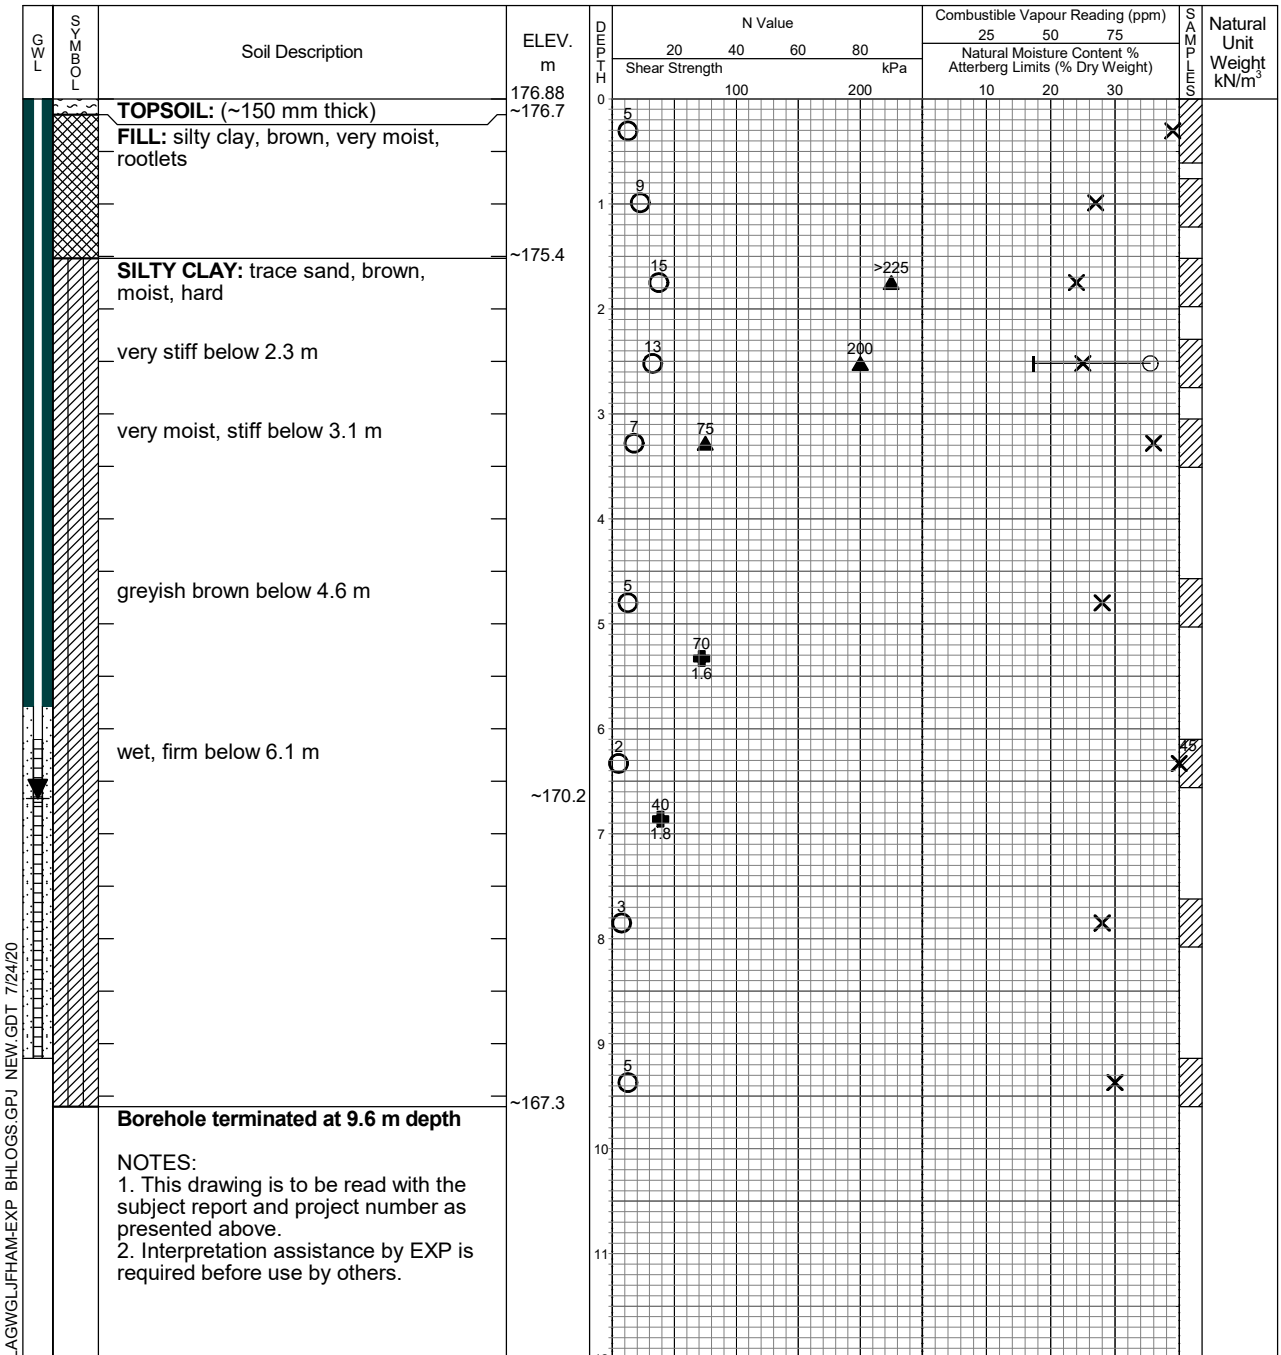 GWL
SYMBOL
Soil Description
ELEV.
m
176.88
DEPTH
N Value
20 40 60 80
Shear Strength kPa
100 200
Combustible Vapour Reading (ppm)
25 50 75
Natural Moisture Content %
Atterberg Limits (% Dry Weight)
10 20 30
SAMPLES
Natural
Unit
Weight
kN/m³
0
TOPSOIL: (~150 mm thick)
~176.7
5
FILL: silty clay, brown, very moist,
rootlets
9
1
~175.4
SILTY CLAY: trace sand, brown,
moist, hard
15
>225
2
very stiff below 2.3 m
13
200
3
very moist, stiff below 3.1 m
7
75
4
greyish brown below 4.6 m
5
5
70
1.6
6
wet, firm below 6.1 m
2
45
~170.2
40
1.8
7
3
8
9
5
~167.3
Borehole terminated at 9.6 m depth
10
NOTES:
1. This drawing is to be read with the
subject report and project number as
presented above.
2. Interpretation assistance by EXP is
required before use by others.
11
AGWGLJFHAM-EXP BHLOGS.GPJ NEW.GDT 7/24/20